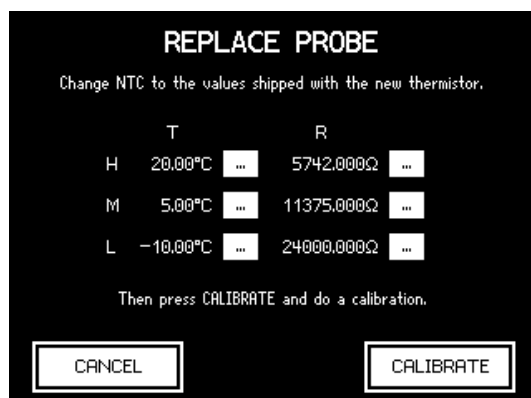 REPLACE PROBE
Change NTC to the values shipped with the new thermistor.
T R
H 20.00°C ... 5742.000Ω ...
M 5.00°C ... 11375.000Ω ...
L -10.00°C ... 24000.000Ω ...
Then press CALIBRATE and do a calibration.
CANCEL CALIBRATE